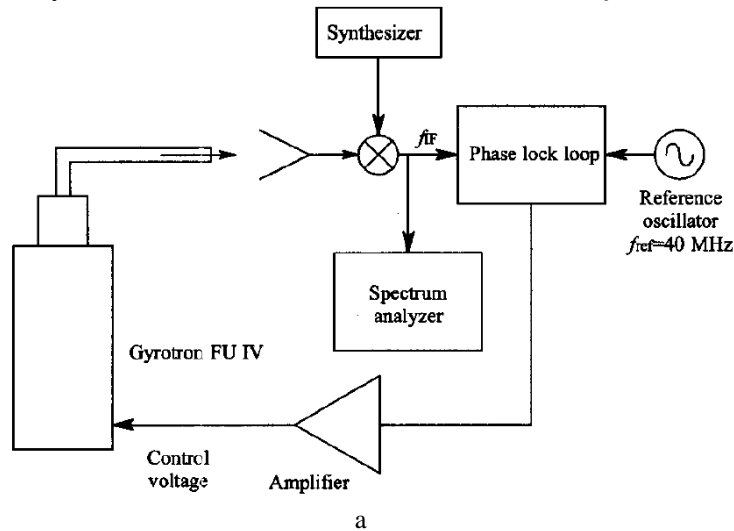 Synthesizer
fIF
Phase lock loop
Reference
oscillator
fref=40 MHz
Spectrum
analyzer
Gyrotron FU IV
Control
voltage
Amplifier
a